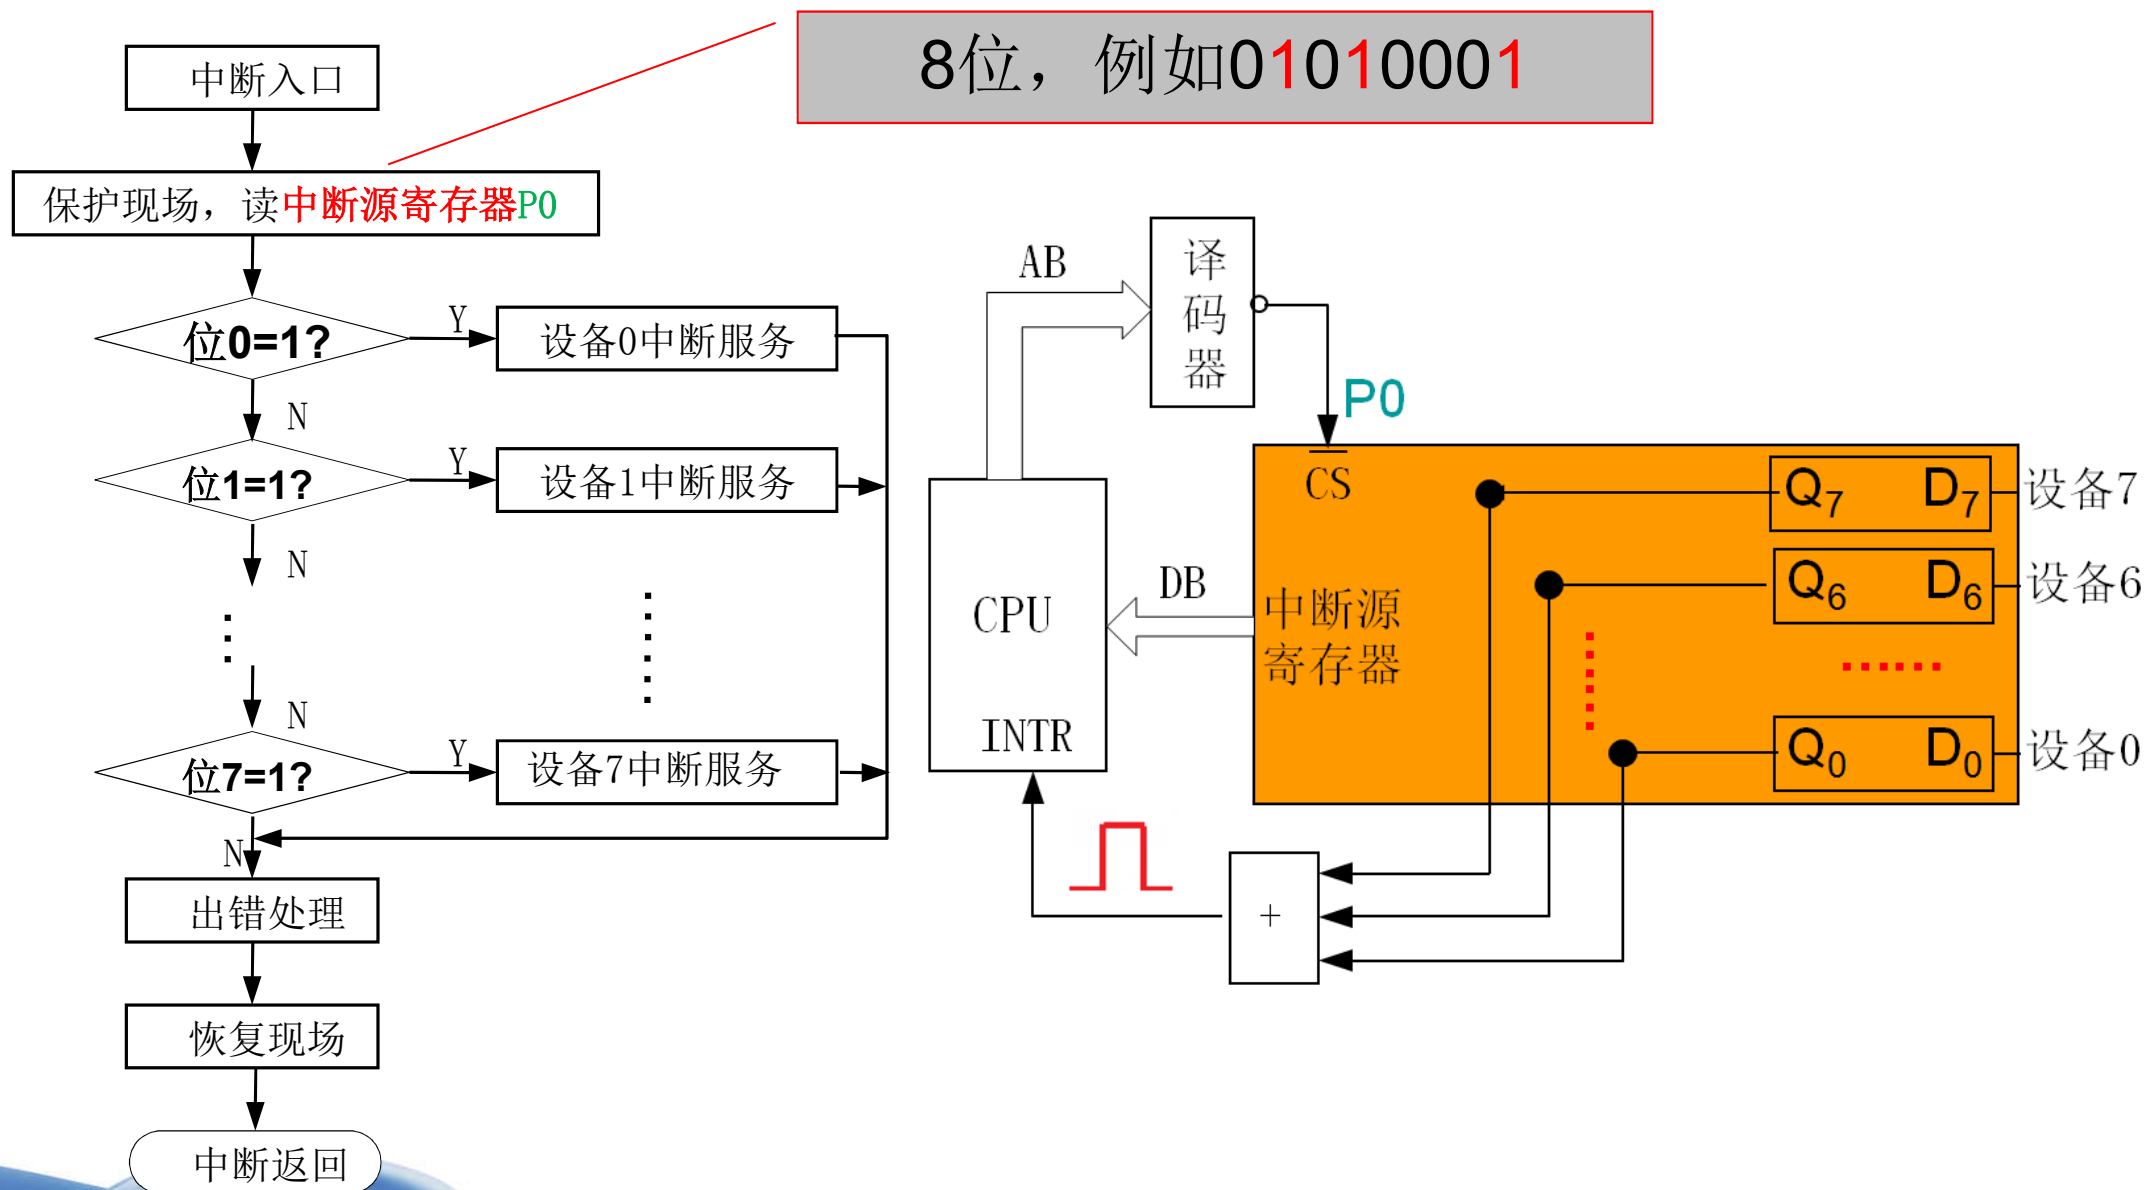 8位，例如01010001
中断入口
保护现场，读中断源寄存器P0
位0=1?
Y
设备0中断服务
N
位1=1?
Y
设备1中断服务
N
N
位7=1?
Y
设备7中断服务
N
出错处理
恢复现场
中断返回
AB
译
码
器
P0
CS
CPU
INTR
DB
中断源
寄存器
Q7 D7 设备7
Q6 D6 设备6
Q0 D0 设备0
+